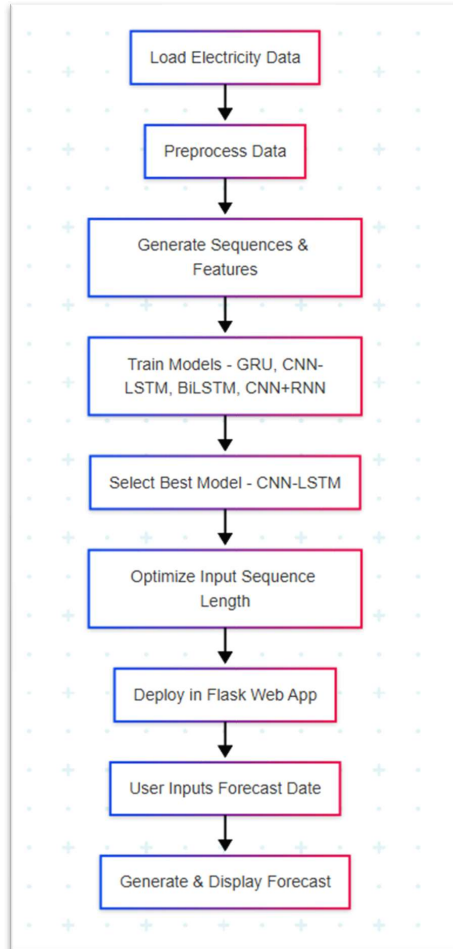 Load Electricity Data
Preprocess Data
Generate Sequences &
Features
Train Models - GRU, CNN-
LSTM, BiLSTM, CNN+RNN
Select Best Model - CNN-LSTM
Optimize Input Sequence
Length
Deploy in Flask Web App
User Inputs Forecast Date
Generate & Display Forecast